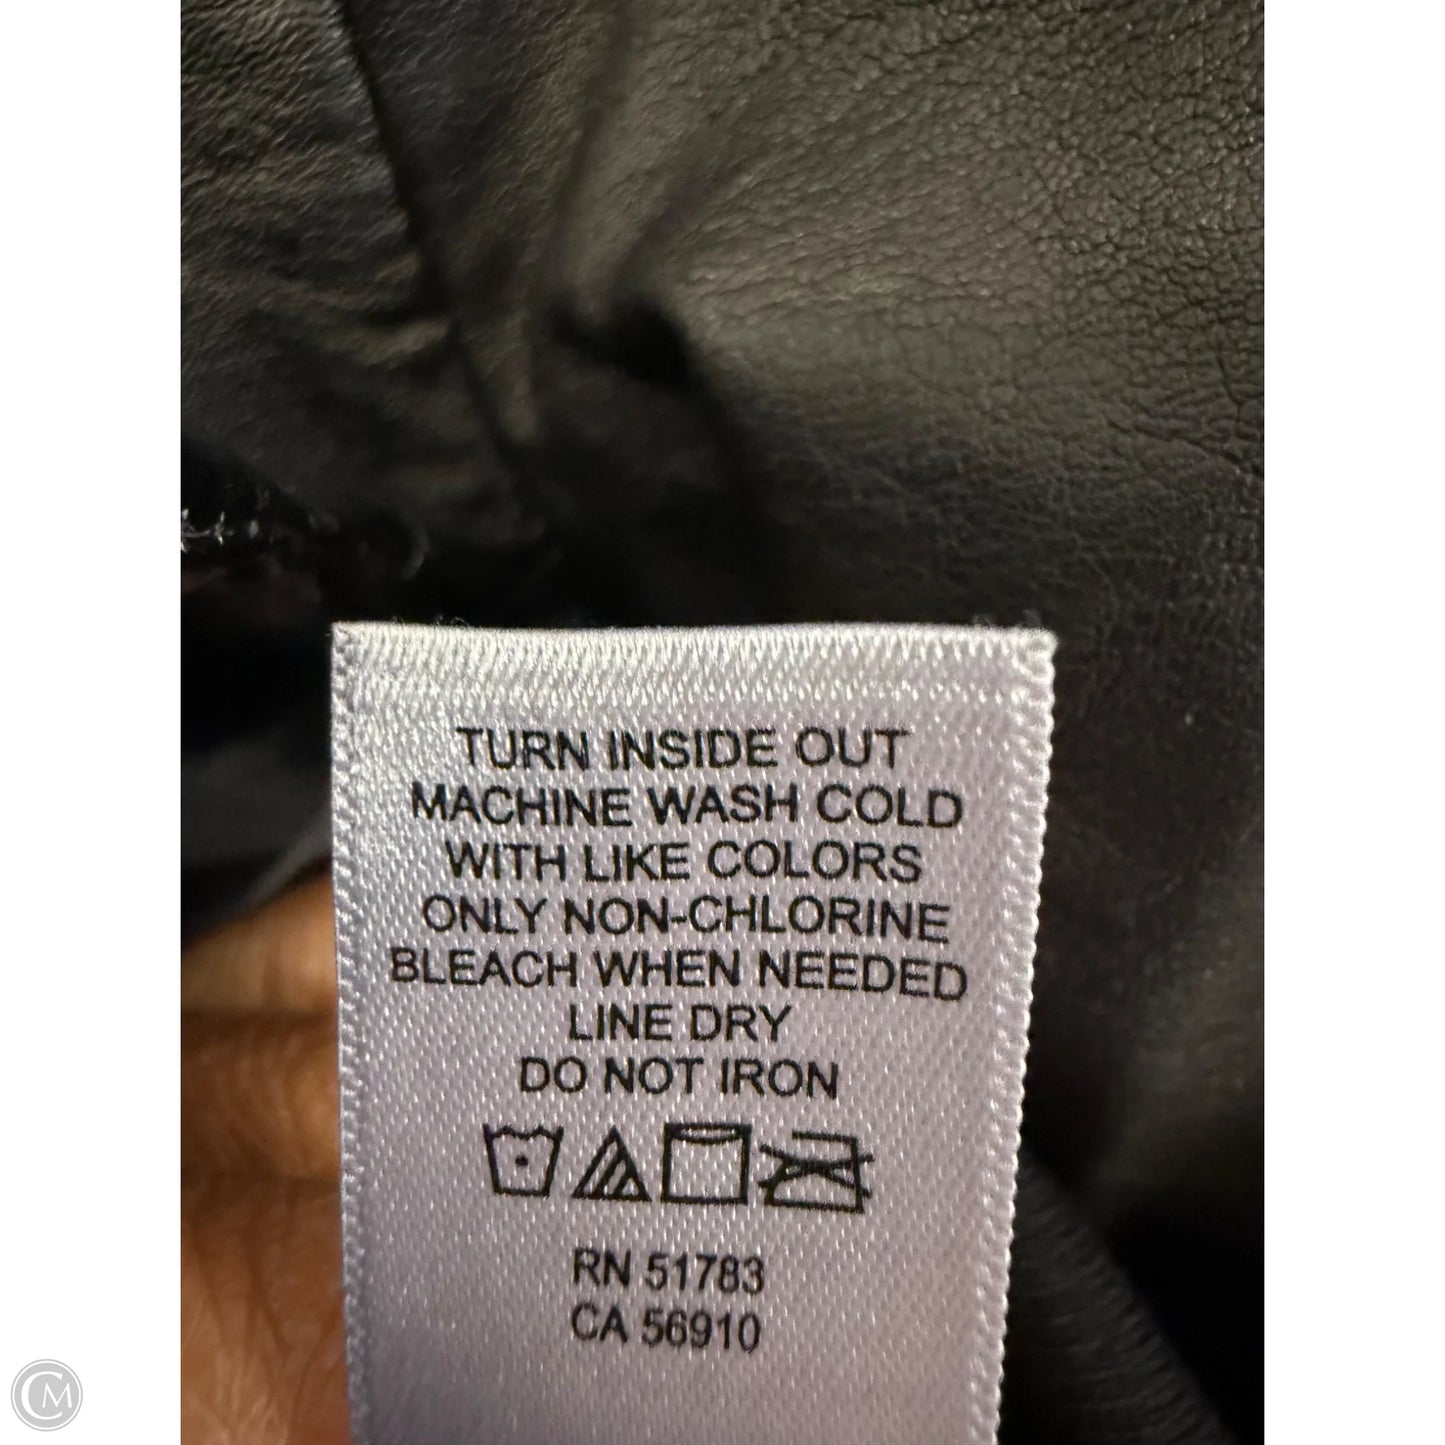 TURN INSIDE OUT
MACHINE WASH COLD
WITH LIKE COLORS
ONLY NON-CHLORINE
BLEACH WHEN NEEDED
LINE DRY
DO NOT IRON
RN 51783
CA 56910
CM